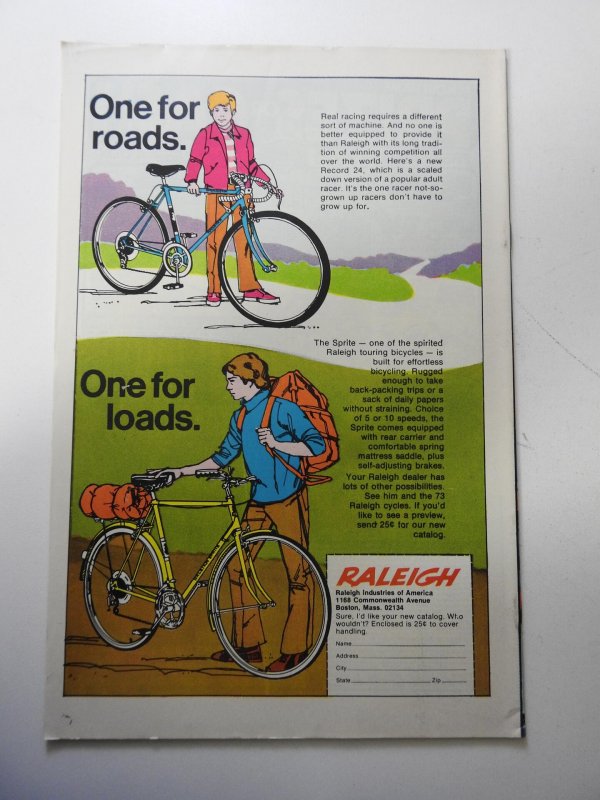 One for
roads.
Real racing requires a different
sort of machine. And no one is
better equipped to provide it
than Raleigh with its long tradi-
tion of winning competition all
over the world. Here's a new
Record 24, which is a scaled
down version of a popular adult
racer. It's the one racer not-so-
grown up racers don't have to
grow up for.
The Sprite — one of the spirited
Raleigh touring bicycles — is
built for effortless
bicycling. Rugged
enough to take
back-packing trips or a
sack of daily papers
without straining. Choice
of 5 or 10 speeds, the
Sprite comes equipped
with rear carrier and
comfortable spring
mattress saddle, plus
self-adjusting brakes.
Your Raleigh dealer has
lots of other possibilities.
See him and the 73
Raleigh cycles. If you'd
like to see a preview,
send 25¢ for our new
catalog.
One for
loads.
RALEIGH
Raleigh Industries of America
1168 Commonwealth Avenue
Boston, Mass. 02134
Sure, I'd like your new catalog. Who
wouldn't? Enclosed is 25¢ to cover
handling.
Name
Address
City
State Zip